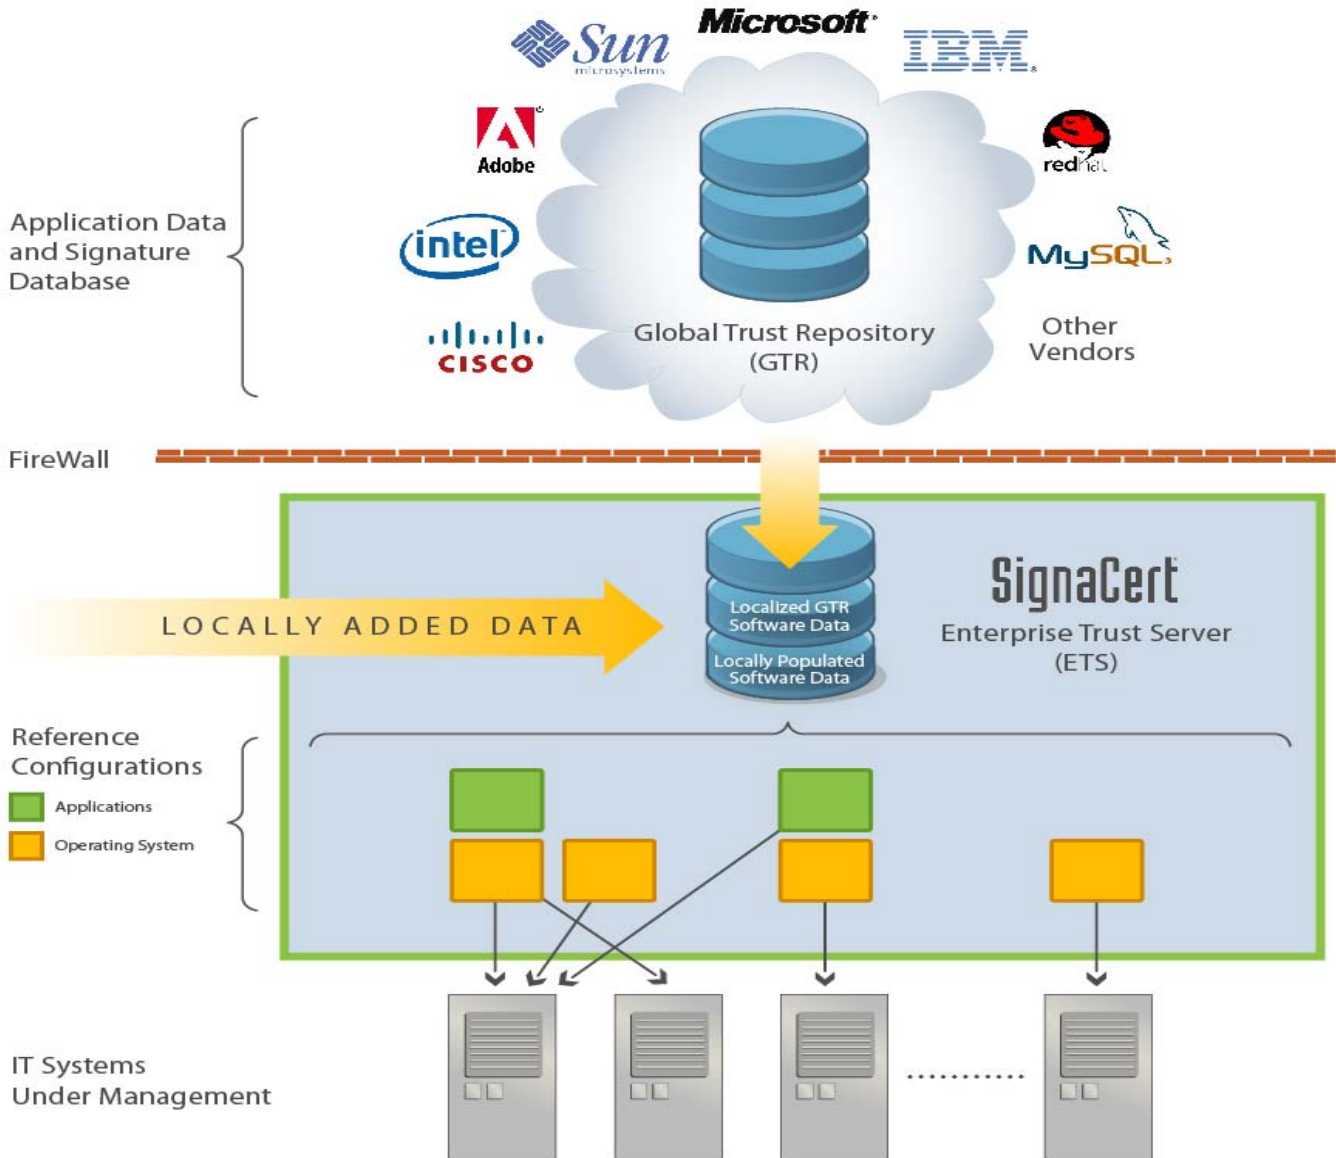 Sun
microsystems
Microsoft®
IBM®
Adobe®
redhat
Application Data
and Signature
Database
intel®
MySQL
Global Trust Repository
(GTR)
Other
Vendors
CISCO
FireWall
SignaCert
Enterprise Trust Server
(ETS)
Localized GTR
Software Data
Locally Populated
Software Data
LOCALLY ADDED DATA
Reference
Configurations
Applications
Operating System
IT Systems
Under Management